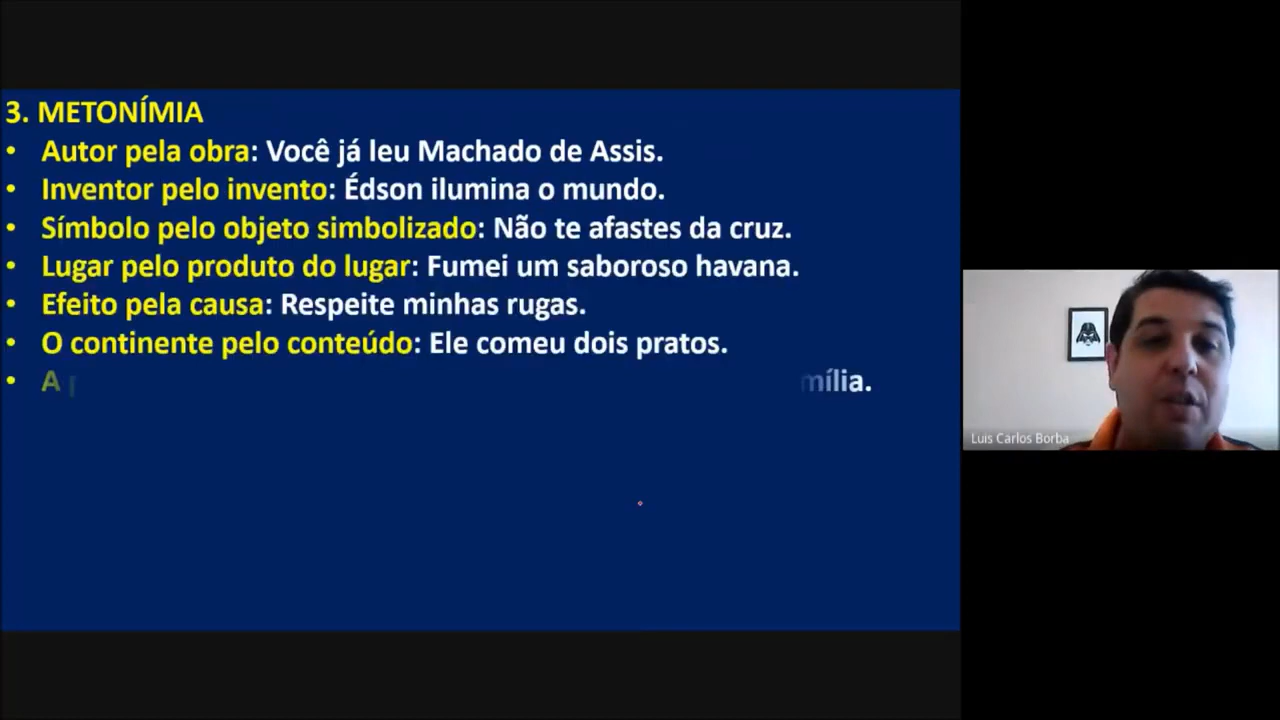 3. METONÍMIA
• Autor pela obra: Você já leu Machado de Assis.
• Inventor pelo invento: Édson ilumina o mundo.
• Símbolo pelo objeto simbolizado: Não te afastes da cruz.
• Lugar pelo produto do lugar: Fumei um saboroso havana.
• Efeito pela causa: Respeite minhas rugas.
• O continente pelo conteúdo: Ele comeu dois pratos.
• A
Luis Carlos Borba